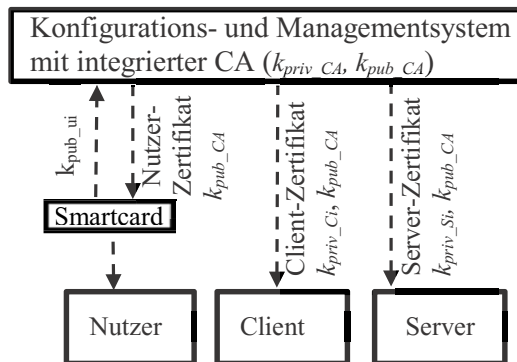 Konfigurations- und Managementsystem
mit integrierter CA (k_priv_CA, k_pub_CA)
k_pub_ui
Nutzer-
Zertifikat
k_pub_CA
Client-Zertifikat
k_priv_Ci, k_pub_CA
Server-Zertifikat
k_priv_Si, k_pub_CA
Smartcard
Nutzer
Client
Server